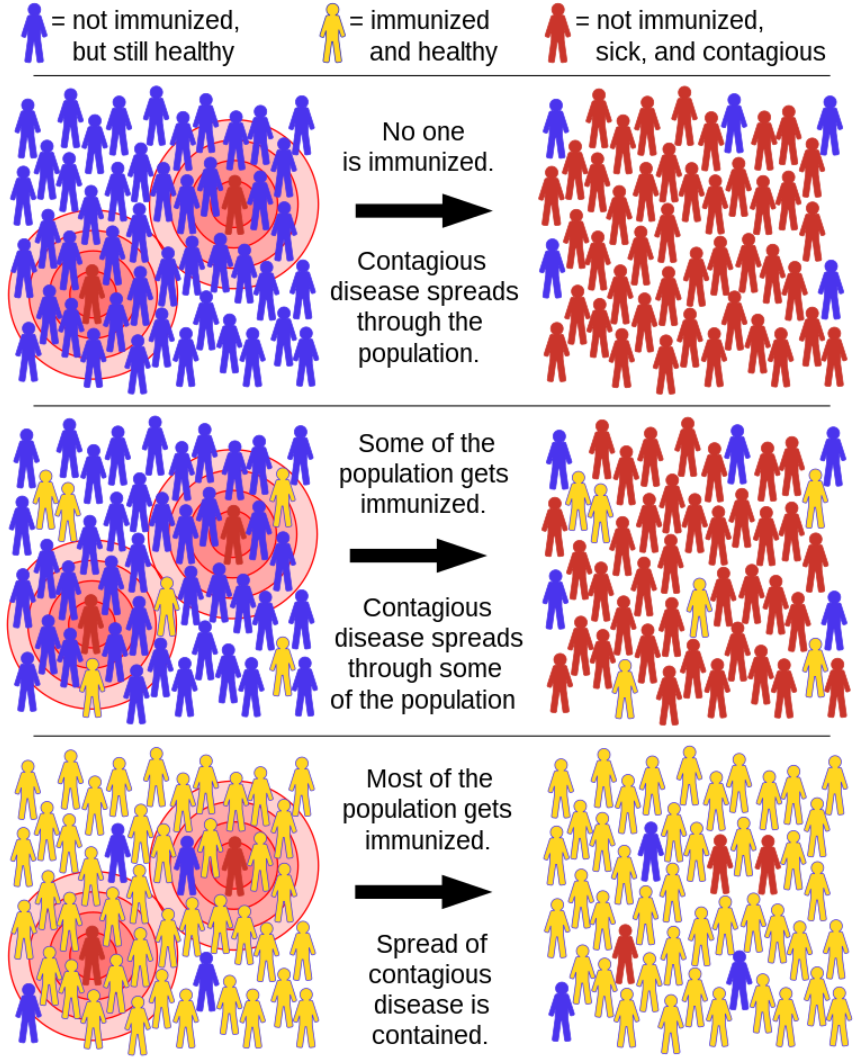 = not immunized,
but still healthy
= immunized
and healthy
= not immunized,
sick, and contagious
No one
is immunized.
Contagious
disease spreads
through the
population.
Some of the
population gets
immunized.
Contagious
disease spreads
through some
of the population
Most of the
population gets
immunized.
Spread of
contagious
disease is
contained.